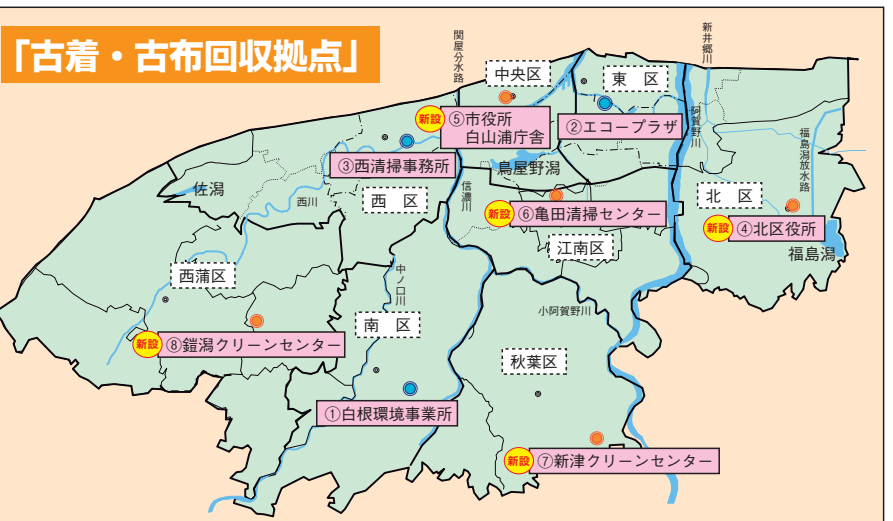 「古着・古布回収拠点」
関屋分水路
新井郷川
中央区
東 区
新設
⑤市役所
白山浦庁舎
②エコープラザ
阿賀野川
③西清掃事務所
鳥屋野潟
福島潟放水路
佐潟
西川
西 区
信濃川
新設
⑥亀田清掃センター
北 区
新設
④北区役所
江南区
福島潟
西蒲区
中ノ口川
小阿賀野川
南 区
新設
⑧鎧潟クリーンセンター
秋葉区
①白根環境事業所
新設
⑦新津クリーンセンター